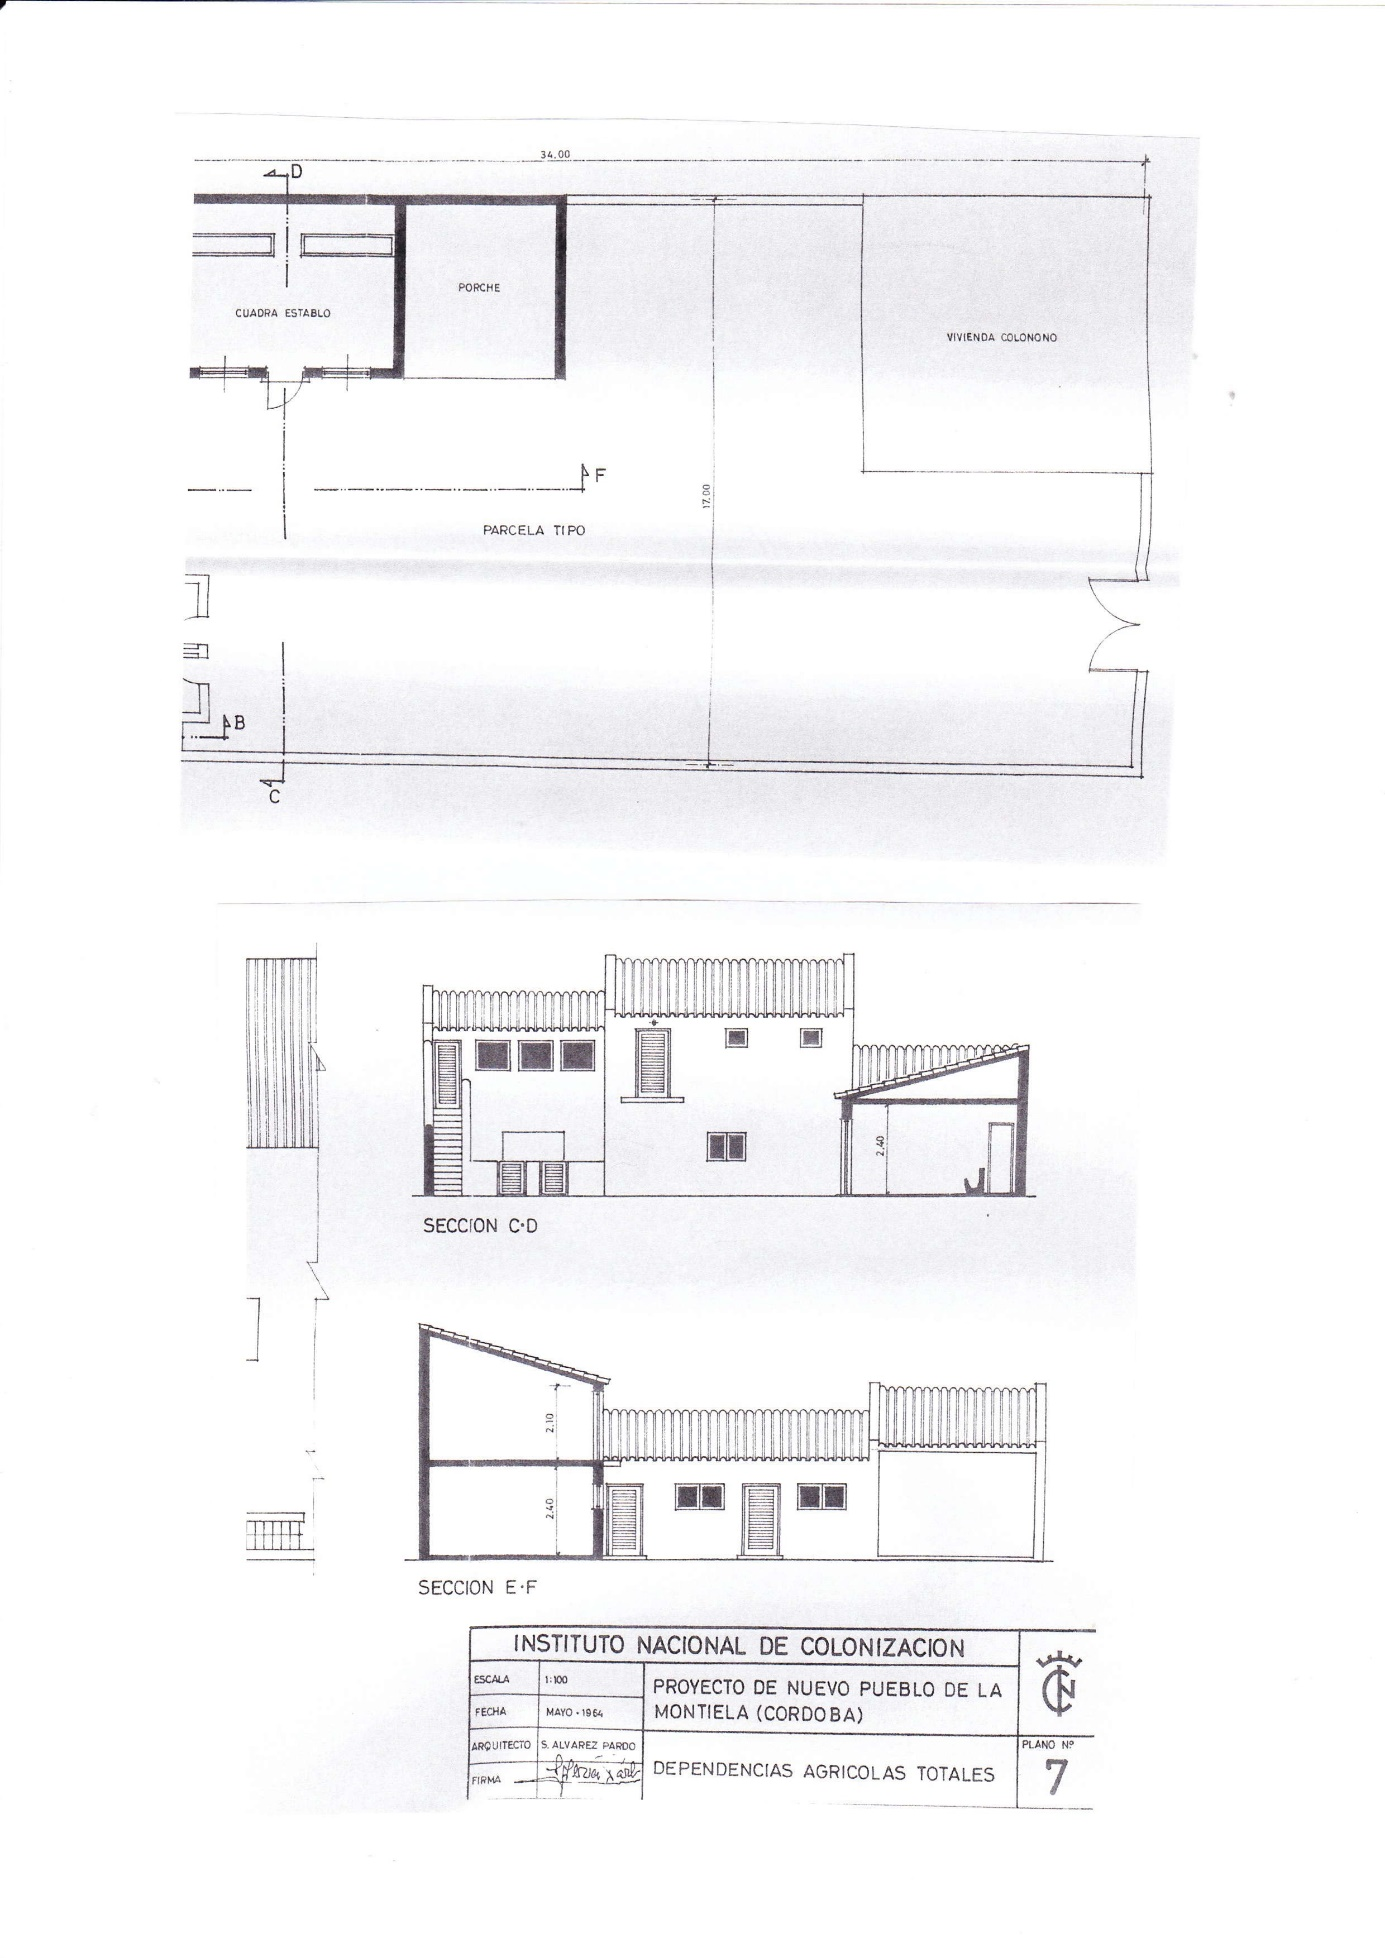 34.00
D
PORCHE
CUADRA ESTABLO
VIVIENDA COLONONO
F
17.00
PARCELA TIPO
B
C
2,40
SECCION C·D
2,10
2,40
SECCION E·F
INSTITUTO NACIONAL DE COLONIZACION
ESCALA 1:100
FECHA MAYO-1964
ARQUITECTO S. ALVAREZ PARDO
FIRMA
PROYECTO DE NUEVO PUEBLO DE LA
MONTIELA (CORDOBA)
DEPENDENCIAS AGRICOLAS TOTALES
PLANO Nº
7